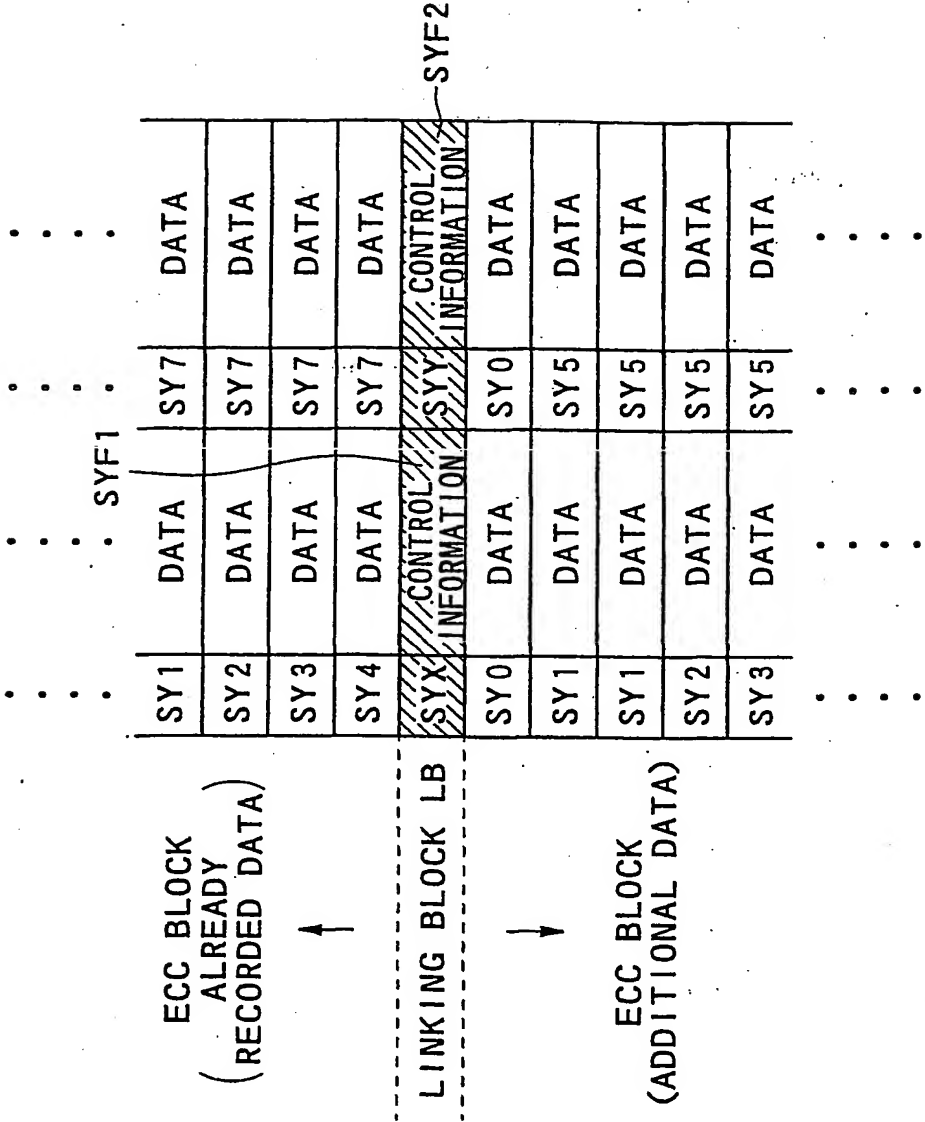 SYF1
ECC BLOCK
ALREADY
(RECORDED DATA)
SY1 DATA SY7 DATA
SY2 DATA SY7 DATA
SY3 DATA SY7 DATA
SY4 DATA SY7 DATA
LINKING BLOCK LB
SYX CONTROL INFORMATION SYY CONTROL INFORMATION
SYF2
ECC BLOCK
(ADDITIONAL DATA)
SY0 DATA SY0 DATA
SY1 DATA SY5 DATA
SY1 DATA SY5 DATA
SY2 DATA SY5 DATA
SY3 DATA SY5 DATA